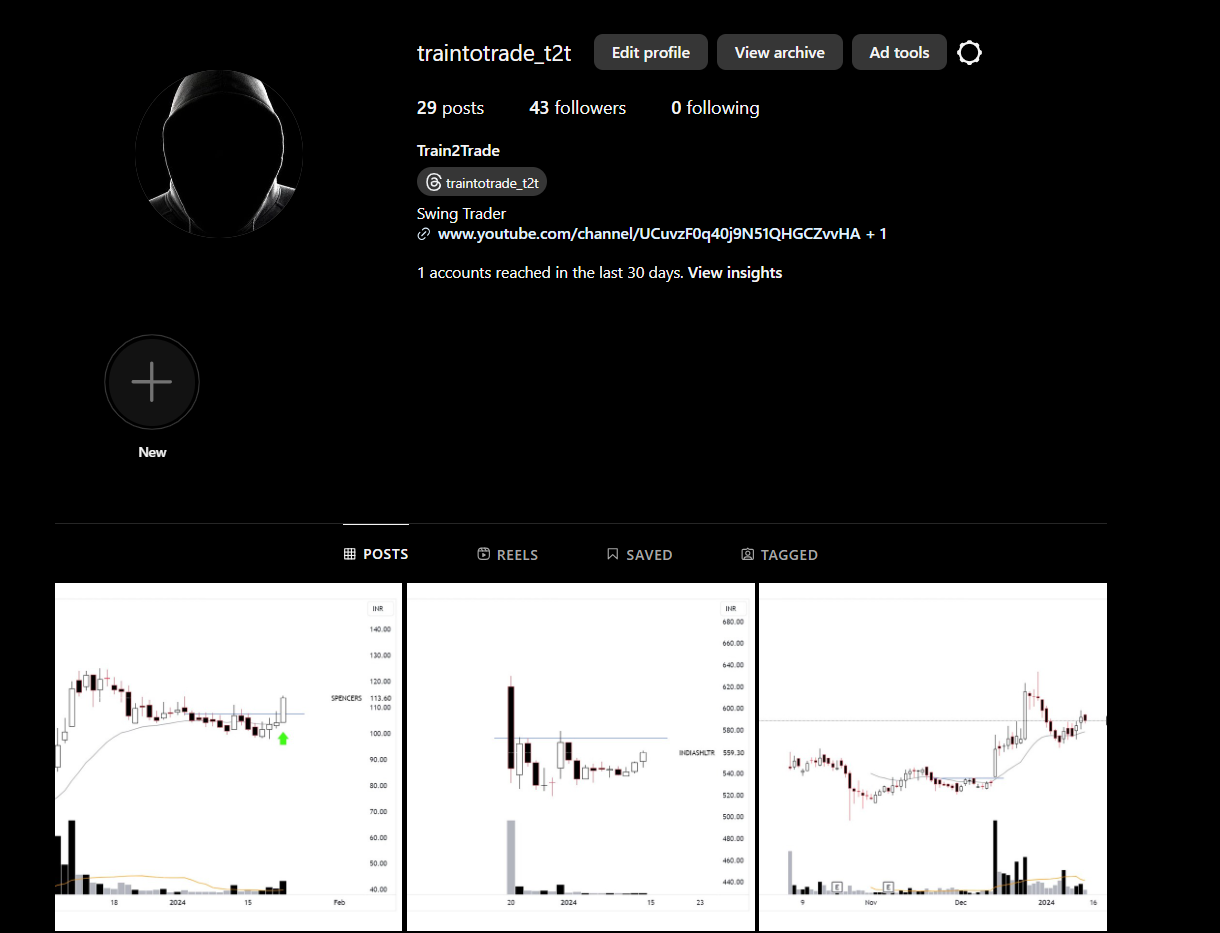 traintotrade_t2t Edit profile View archive Ad tools
29 posts 43 followers 0 following
Train2Trade
traintotrade_t2t
Swing Trader
www.youtube.com/channel/UCuvzF0q40j9N51QHGCZvvHA + 1
1 accounts reached in the last 30 days. View insights
New
POSTS REELS SAVED TAGGED
INR
140.00
130.00
120.00
SPENCERS 113.60
110.00
100.00
90.00
80.00
70.00
60.00
50.00
40.00
18 2024 15 Feb
INR
680.00
660.00
640.00
620.00
600.00
580.00
INDIASHLTR 559.30
540.00
520.00
500.00
480.00
460.00
440.00
20 2024 15 23
E E
9 Nov Dec 2024 16